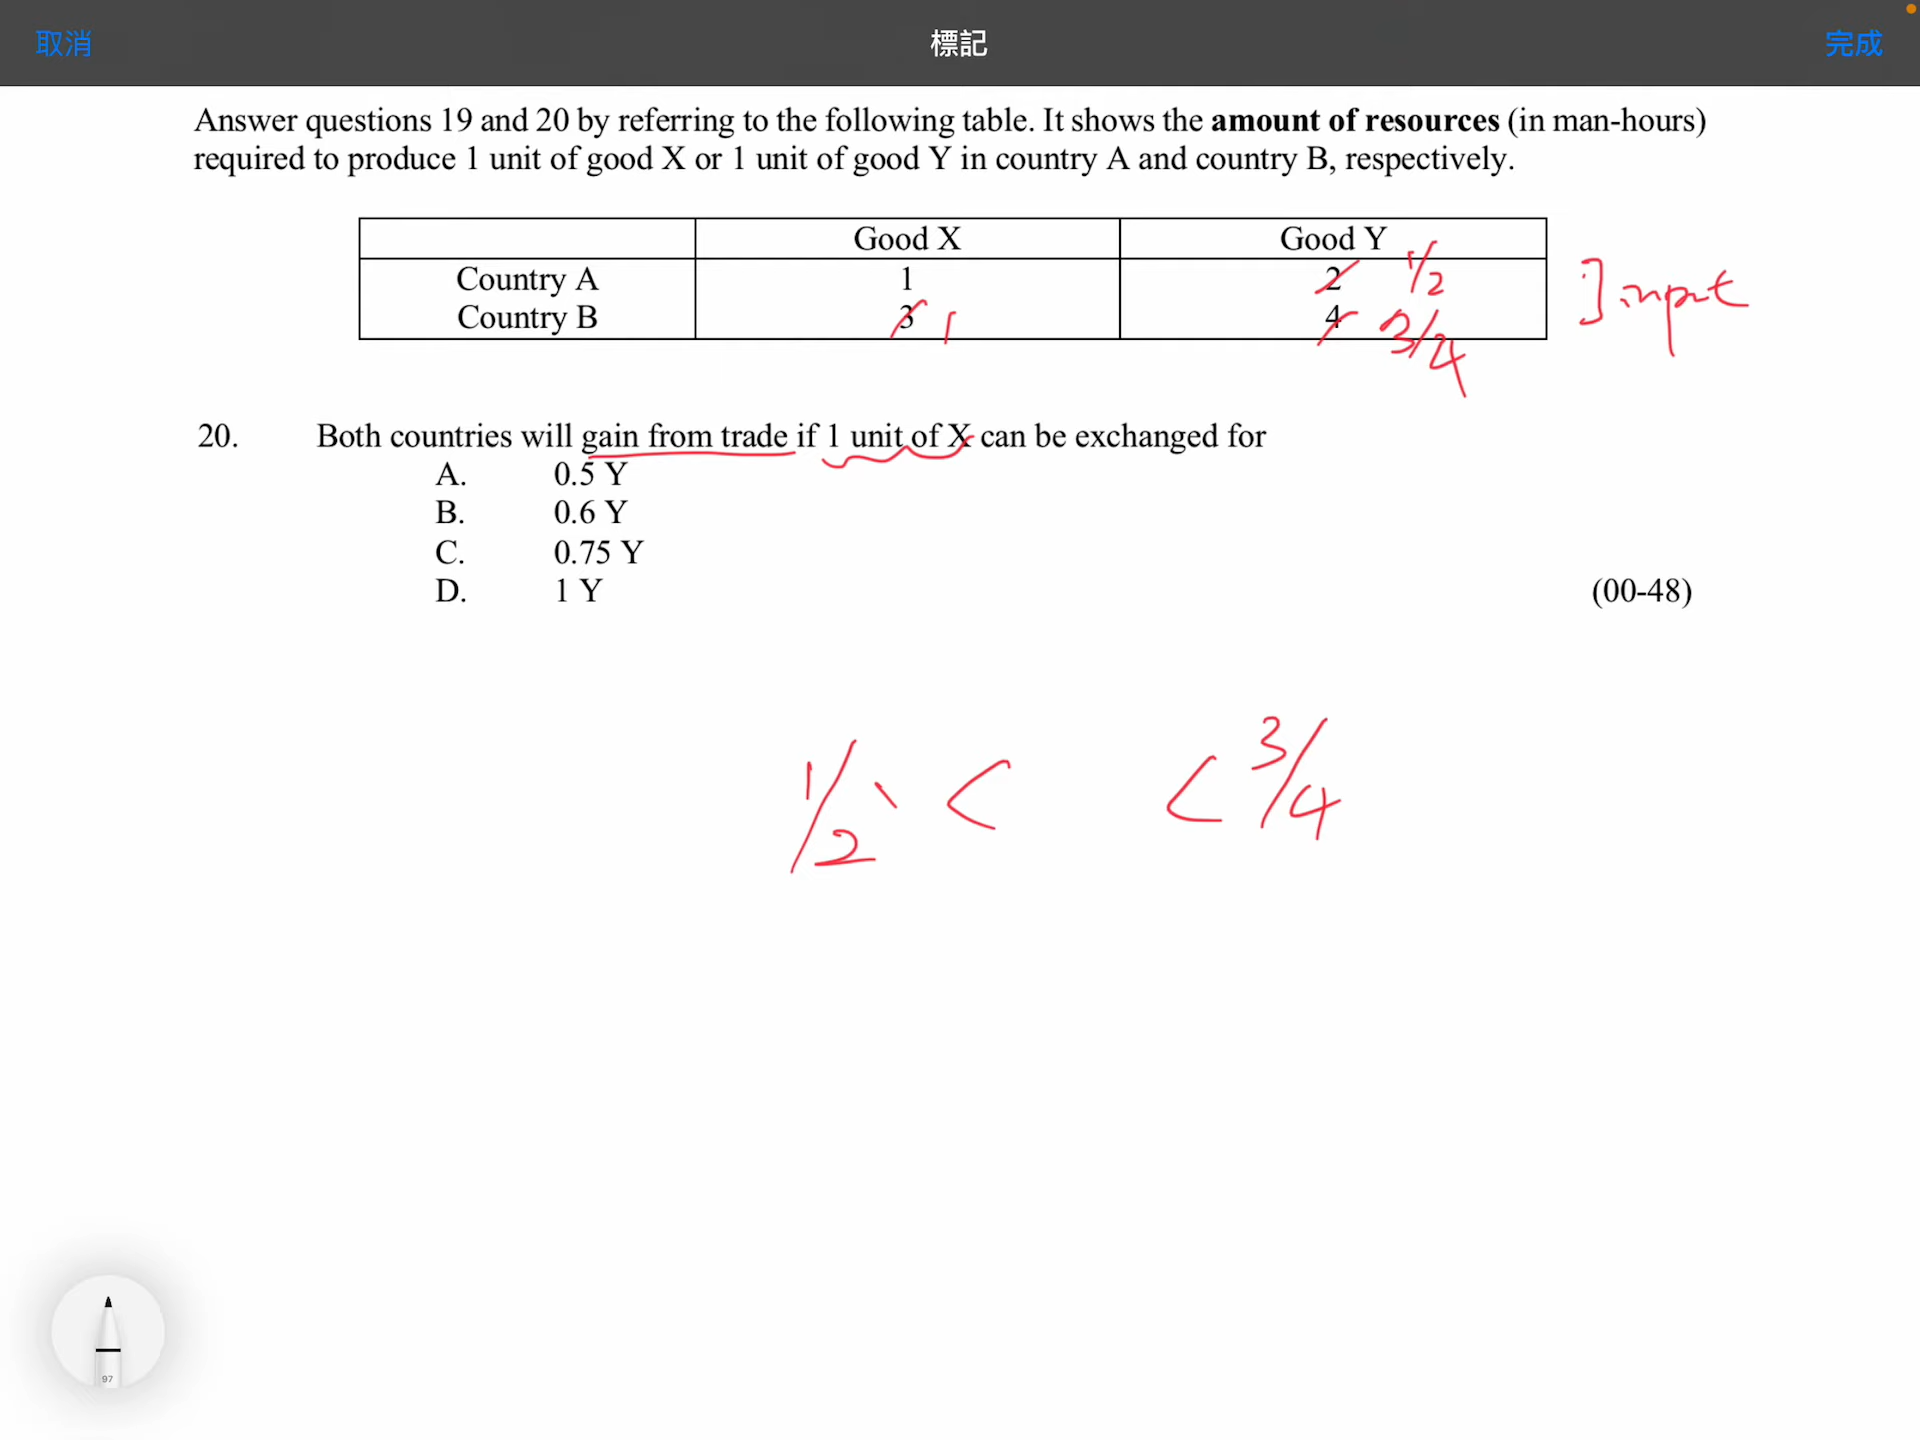 取消 標記 完成
Answer questions 19 and 20 by referring to the following table. It shows the amount of resources (in man-hours)
required to produce 1 unit of good X or 1 unit of good Y in country A and country B, respectively.
Good X Good Y
Country A 1 2 1/2
Country B 3 1 4 3/4
] input
20. Both countries will gain from trade if 1 unit of X can be exchanged for
A. 0.5 Y
B. 0.6 Y
C. 0.75 Y
D. 1 Y (00-48)
1/2 < < 3/4
97